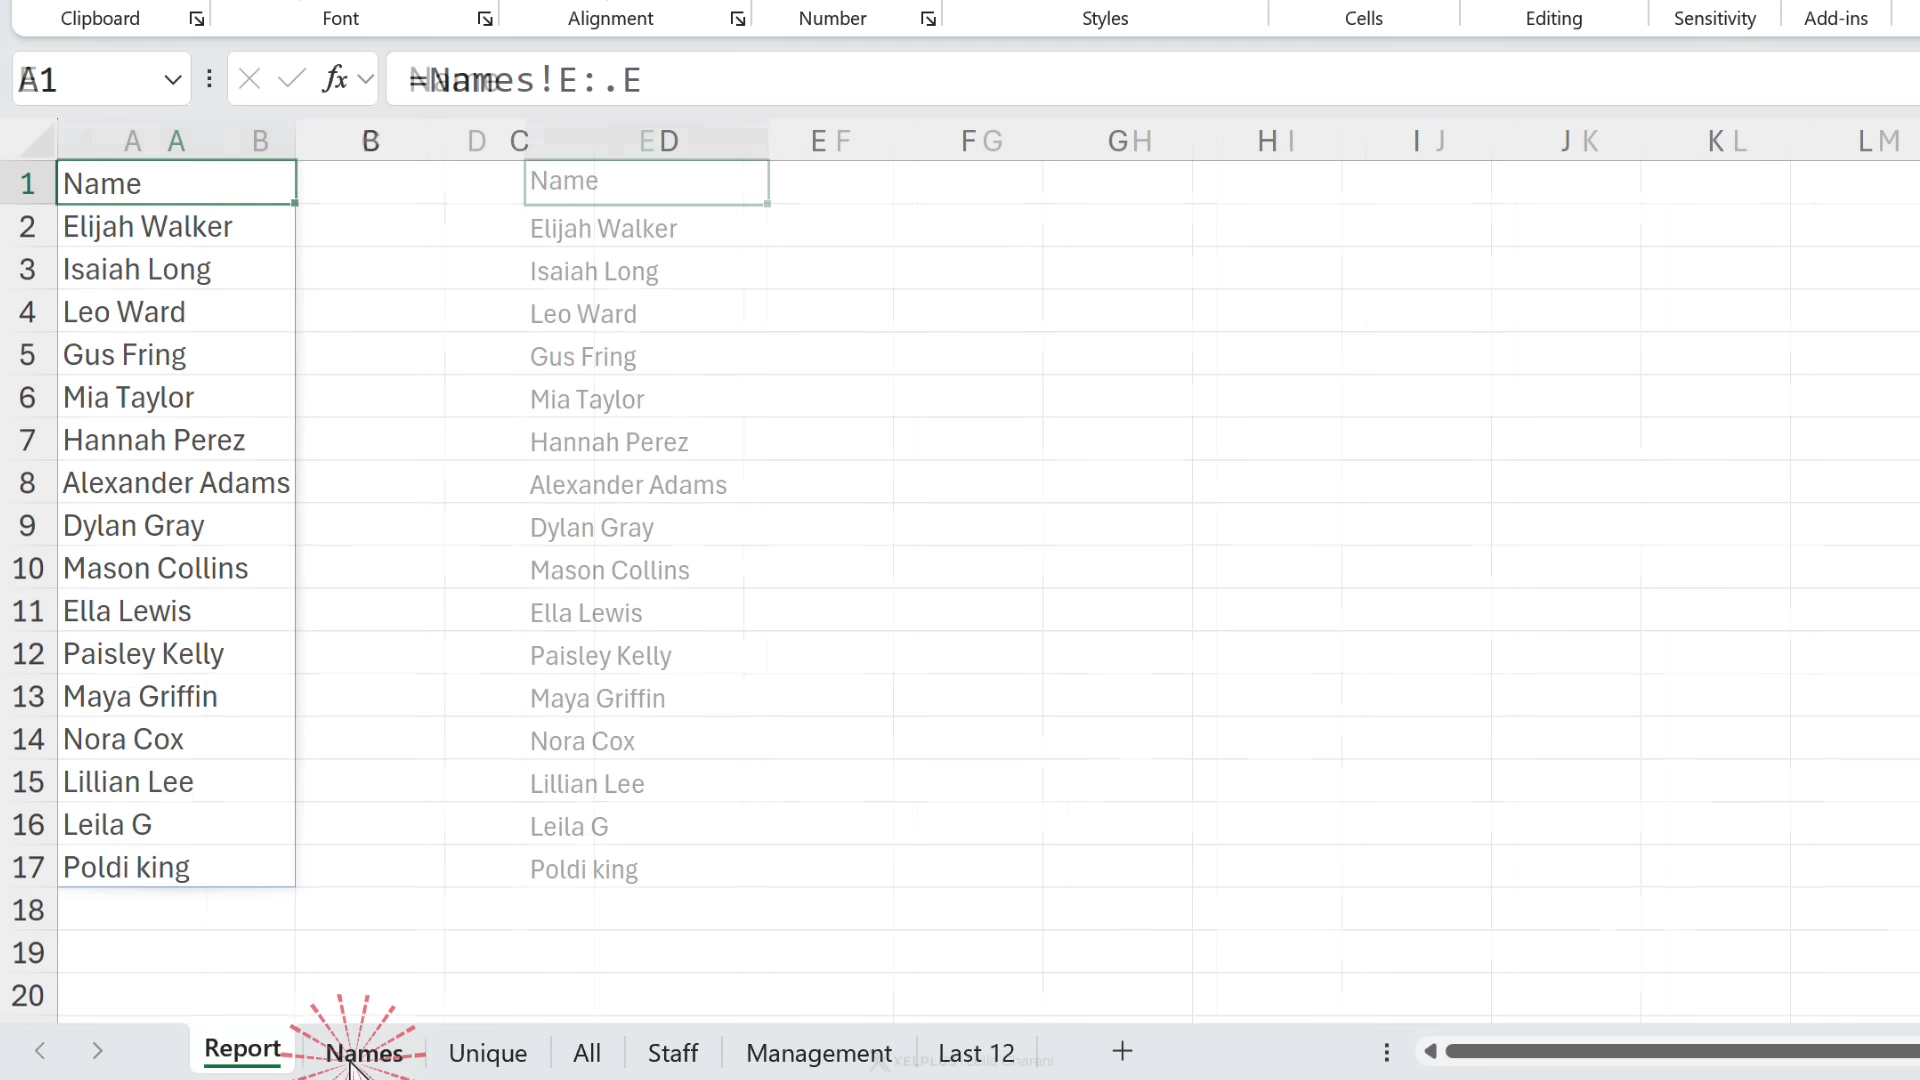 Clipboard Font Alignment Number Styles Cells Editing Sensitivity Add-ins
A1 fx =Names!E:.E
A A B B D C E D E F F G G H H I I J J K K L L M
1 Name Name
2 Elijah Walker Elijah Walker
3 Isaiah Long Isaiah Long
4 Leo Ward Leo Ward
5 Gus Fring Gus Fring
6 Mia Taylor Mia Taylor
7 Hannah Perez Hannah Perez
8 Alexander Adams Alexander Adams
9 Dylan Gray Dylan Gray
10 Mason Collins Mason Collins
11 Ella Lewis Ella Lewis
12 Paisley Kelly Paisley Kelly
13 Maya Griffin Maya Griffin
14 Nora Cox Nora Cox
15 Lillian Lee Lillian Lee
16 Leila G Leila G
17 Poldi king Poldi king
18
19
20
Report Names Unique All Staff Management Last 12